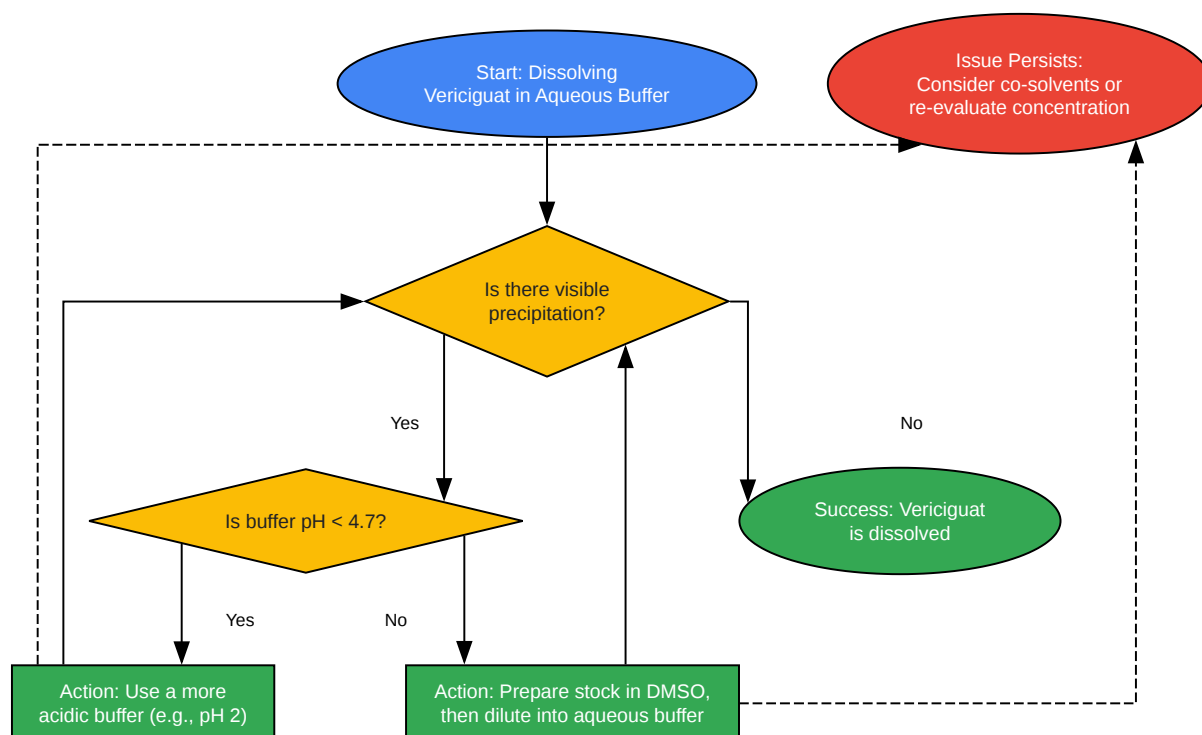 Start: Dissolving
Vericiguat in Aqueous Buffer
Issue Persists:
Consider co-solvents or
re-evaluate concentration
Is there visible
precipitation?
Yes
No
Is buffer pH < 4.7?
Success: Vericiguat
is dissolved
Yes
No
Action: Use a more
acidic buffer (e.g., pH 2)
Action: Prepare stock in DMSO,
then dilute into aqueous buffer